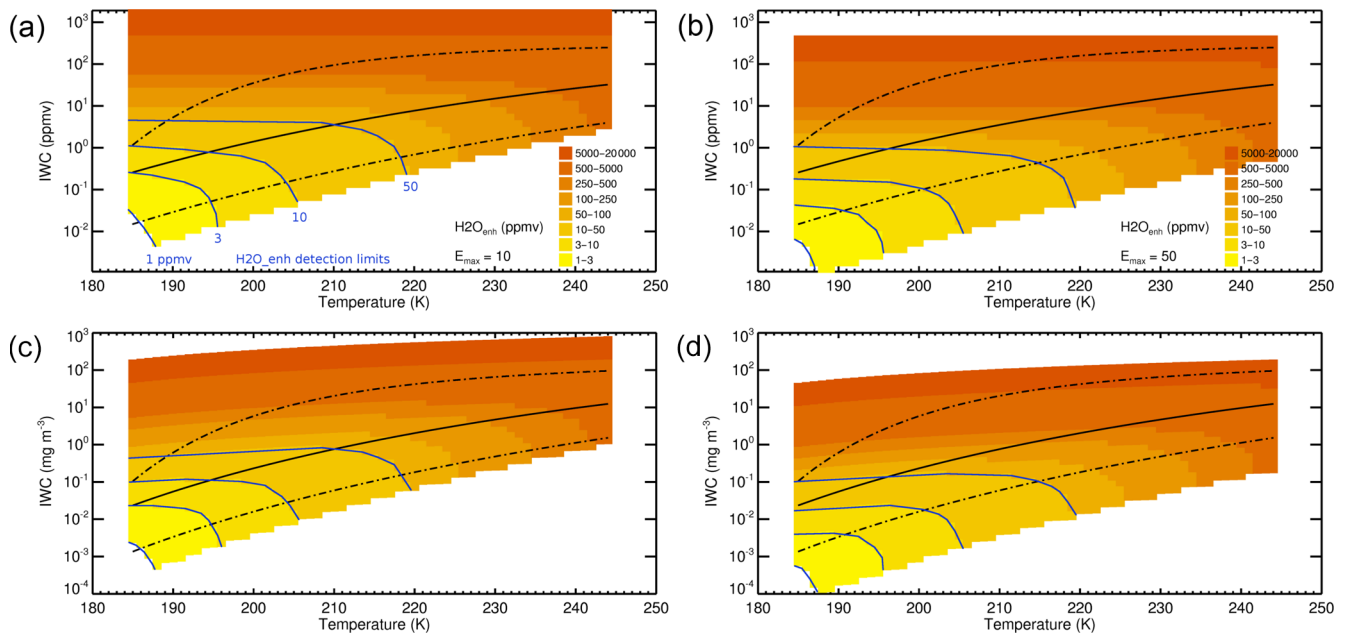 (a)
IWC (ppmv)
10³
10²
10¹
10⁰
10⁻¹
10⁻²
50
10
3
1 ppmv
H2O_enh detection limits
H2Oenh (ppmv)
Emax = 10
5000–20000
500–5000
250–500
100–250
50–100
10–50
3–10
1–3
180 190 200 210 220 230 240 250
Temperature (K)
(b)
IWC (ppmv)
10³
10²
10¹
10⁰
10⁻¹
10⁻²
H2Oenh (ppmv)
Emax = 50
5000–20000
500–5000
250–500
100–250
50–100
10–50
3–10
1–3
180 190 200 210 220 230 240 250
Temperature (K)
(c)
IWC (mg m⁻³)
10³
10²
10¹
10⁰
10⁻¹
10⁻²
10⁻³
10⁻⁴
180 190 200 210 220 230 240 250
Temperature (K)
(d)
IWC (mg m⁻³)
10³
10²
10¹
10⁰
10⁻¹
10⁻²
10⁻³
10⁻⁴
180 190 200 210 220 230 240 250
Temperature (K)